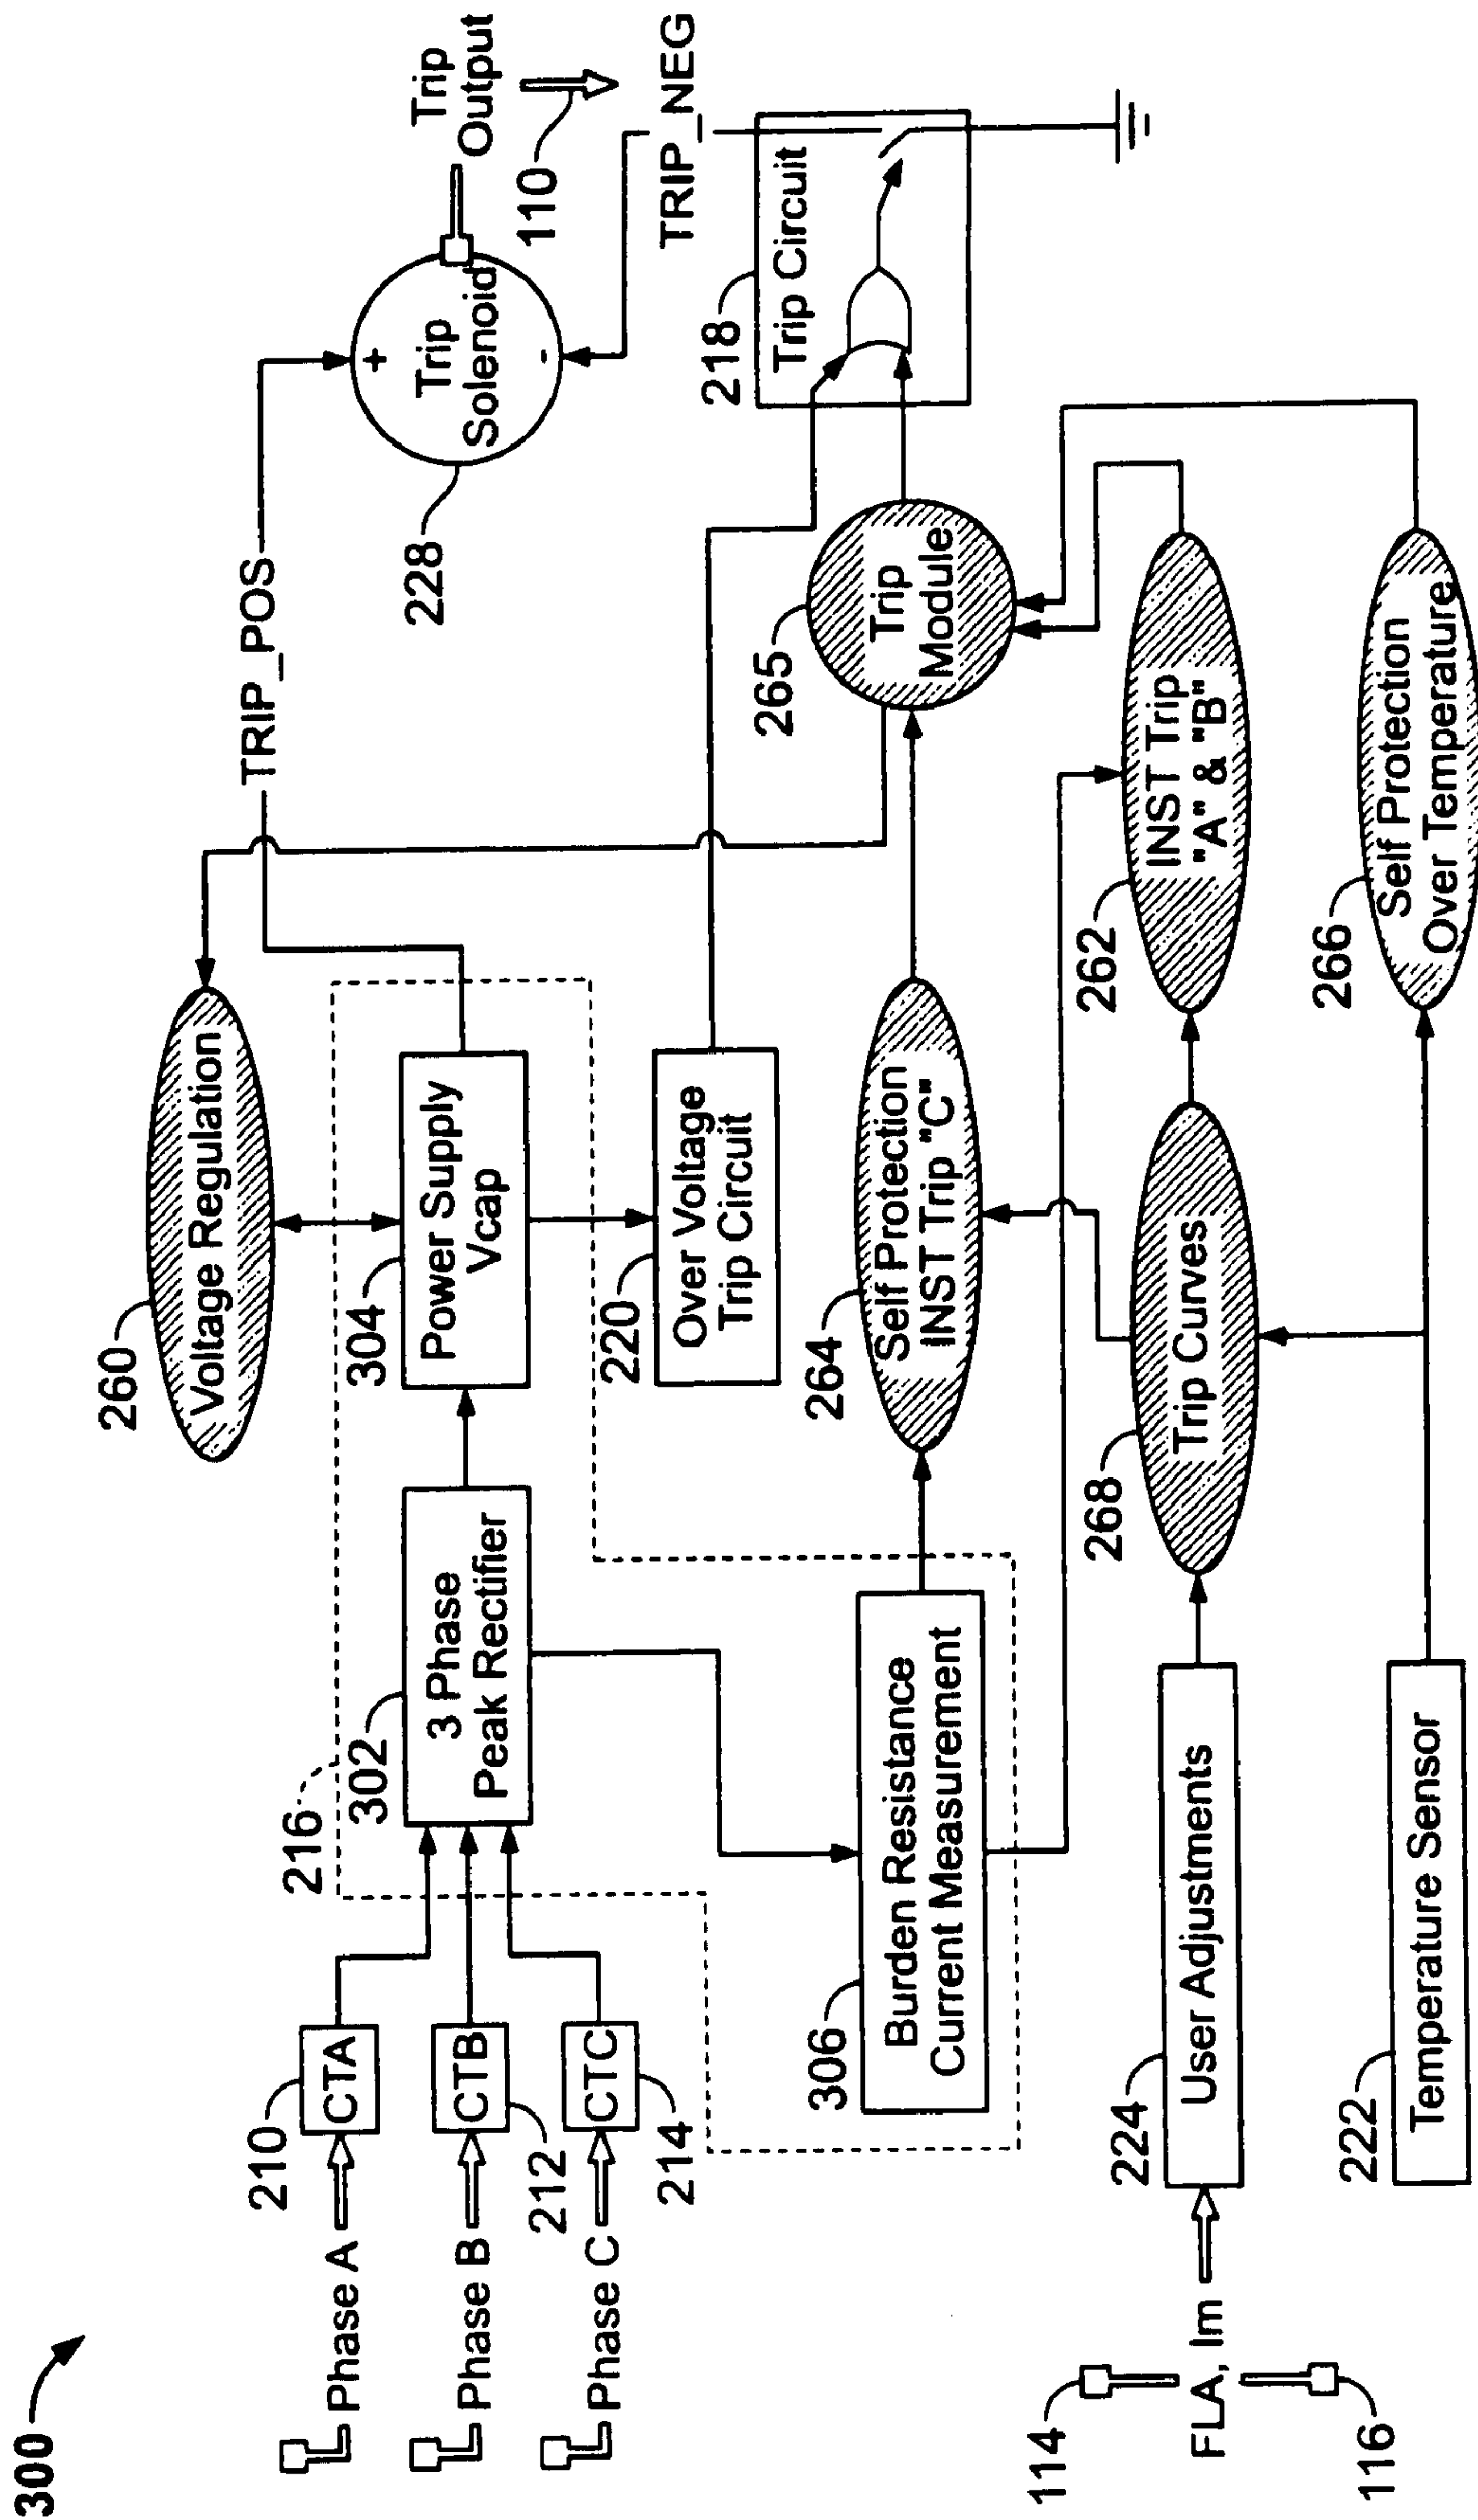 300
260
Voltage Regulation
TRIP_POS
216
302
3 Phase
Peak Rectifier
304
Power Supply
Vcap
228
+
Trip
Solenoid
-
Trip
Output
110
TRIP_NEG
Phase A
210
CTA
Phase B
212
CTB
Phase C
214
CTC
220
Over Voltage
Trip Circuit
218
Trip Circuit
306
Burden Resistance
Current Measurement
264
Self Protection
INST Trip "C"
265
Trip
Module
114
FLA, Im
116
224
User Adjustments
268
Trip Curves
262
INST Trip
"A" & "B"
222
Temperature Sensor
266
Self Protection
Over Temperature